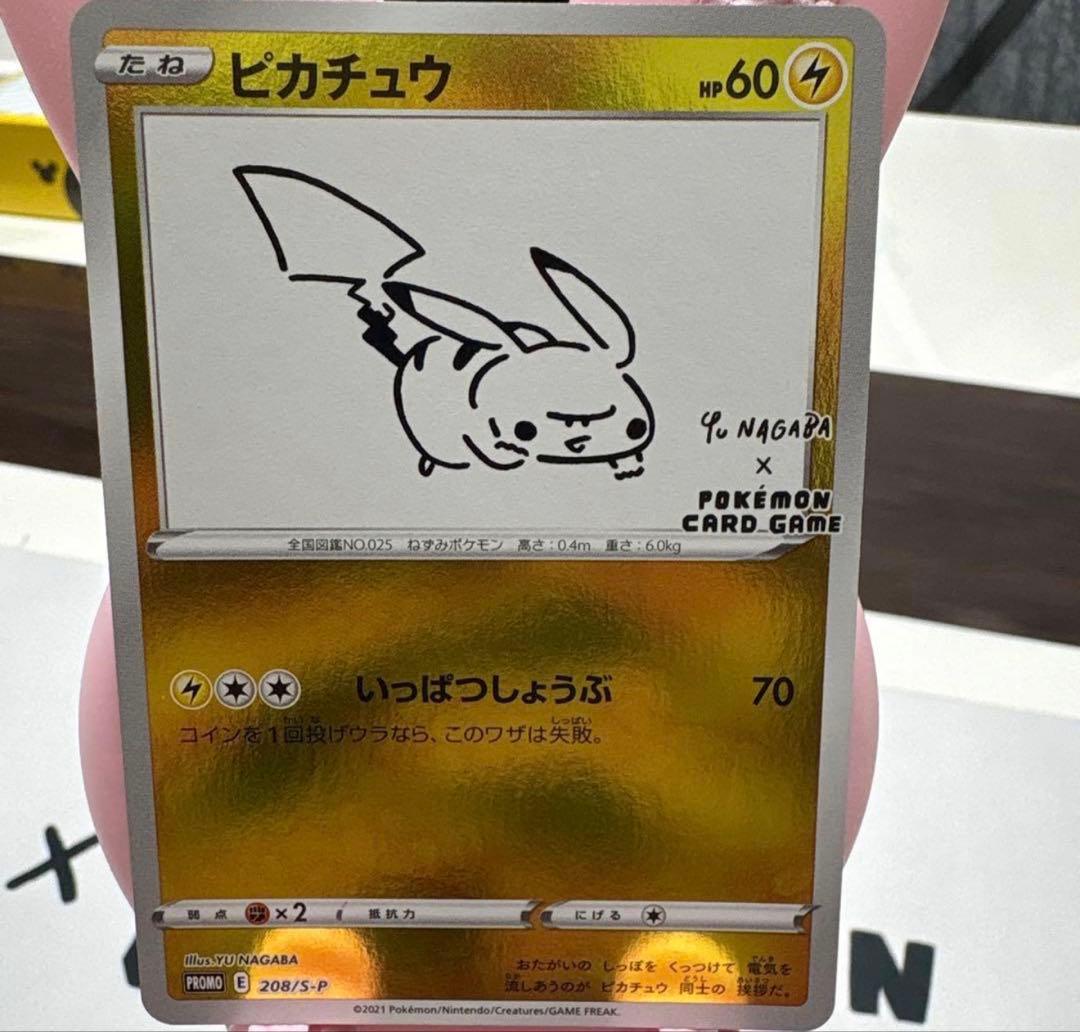 たね ピカチュウ HP60
Yu NAGABA
×
POKÉMON
CARD GAME
全国図鑑NO.025 ねずみポケモン 高さ:0.4m 重さ:6.0kg
いっぱつしょうぶ 70
コインを1回投げウラなら、このワザは失敗。
弱点 ×2 抵抗力 にげる
Illus.YU NAGABA
PROMO E 208/S-P
おたがいの しっぽを くっつけて 電気を
流しあうのが ピカチュウ 同士の 挨拶だ。
©2021 Pokémon/Nintendo/Creatures/GAME FREAK.
N